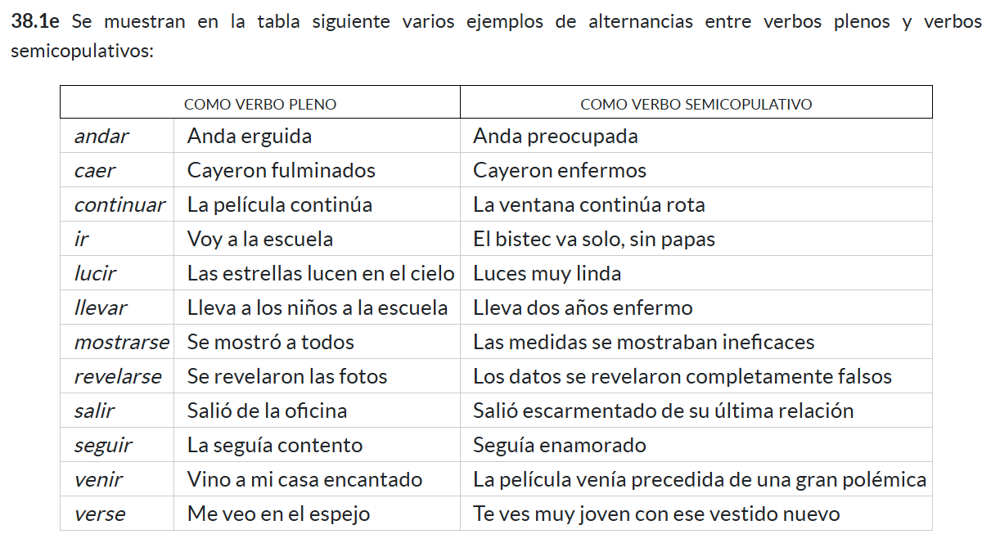 38.1e Se muestran en la tabla siguiente varios ejemplos de alternancias entre verbos plenos y verbos
semicopulativos:
COMO VERBO PLENO COMO VERBO SEMICOPULATIVO
andar Anda erguida Anda preocupada
caer Cayeron fulminados Cayeron enfermos
continuar La película continúa La ventana continúa rota
ir Voy a la escuela El bistec va solo, sin papas
lucir Las estrellas lucen en el cielo Luces muy linda
llevar Lleva a los niños a la escuela Lleva dos años enfermo
mostrarse Se mostró a todos Las medidas se mostraban ineficaces
revelarse Se revelaron las fotos Los datos se revelaron completamente falsos
salir Salió de la oficina Salió escarmentado de su última relación
seguir La seguía contento Seguía enamorado
venir Vino a mi casa encantado La película venía precedida de una gran polémica
verse Me veo en el espejo Te ves muy joven con ese vestido nuevo